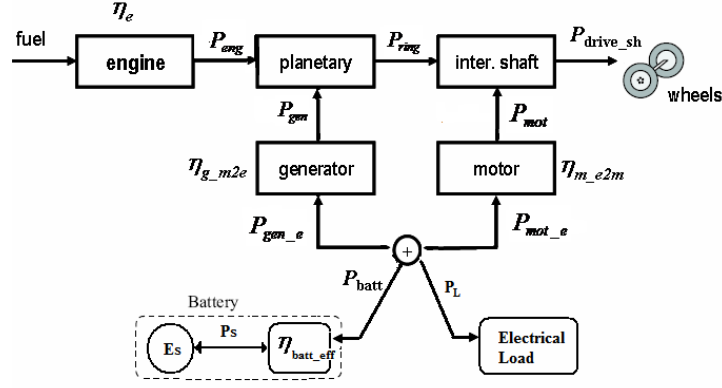 η_e
fuel
engine
P_eng
planetary
P_ring
inter. shaft
P_drive_sh
wheels
P_gen
P_mot
η_g_m2e
generator
motor
η_m_e2m
P_gen_e
P_mot_e
+
P_batt
P_L
Battery
Es
Ps
η_batt_eff
Electrical
Load